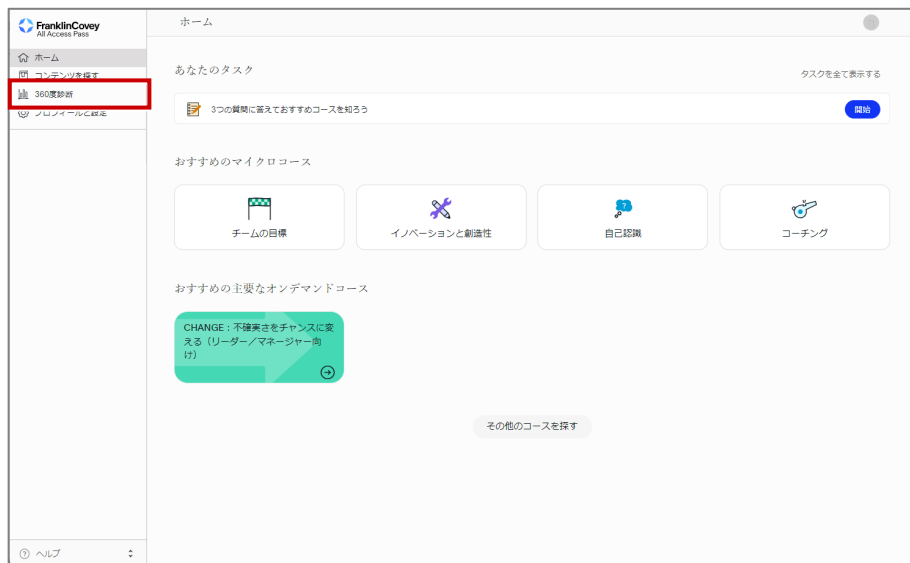 FranklinCovey
All Access Pass
ホーム
ホーム
コンテンツを探す
360度診断
プロフィールと設定
あなたのタスク
タスクを全て表示する
3つの質問に答えておすすめコースを知ろう
開始
おすすめのマイクロコース
チームの目標
イノベーションと創造性
自己認識
コーチング
おすすめの主要なオンデマンドコース
CHANGE：不確実さをチャンスに変
える（リーダー／マネージャー向
け）
その他のコースを探す
ヘルプ